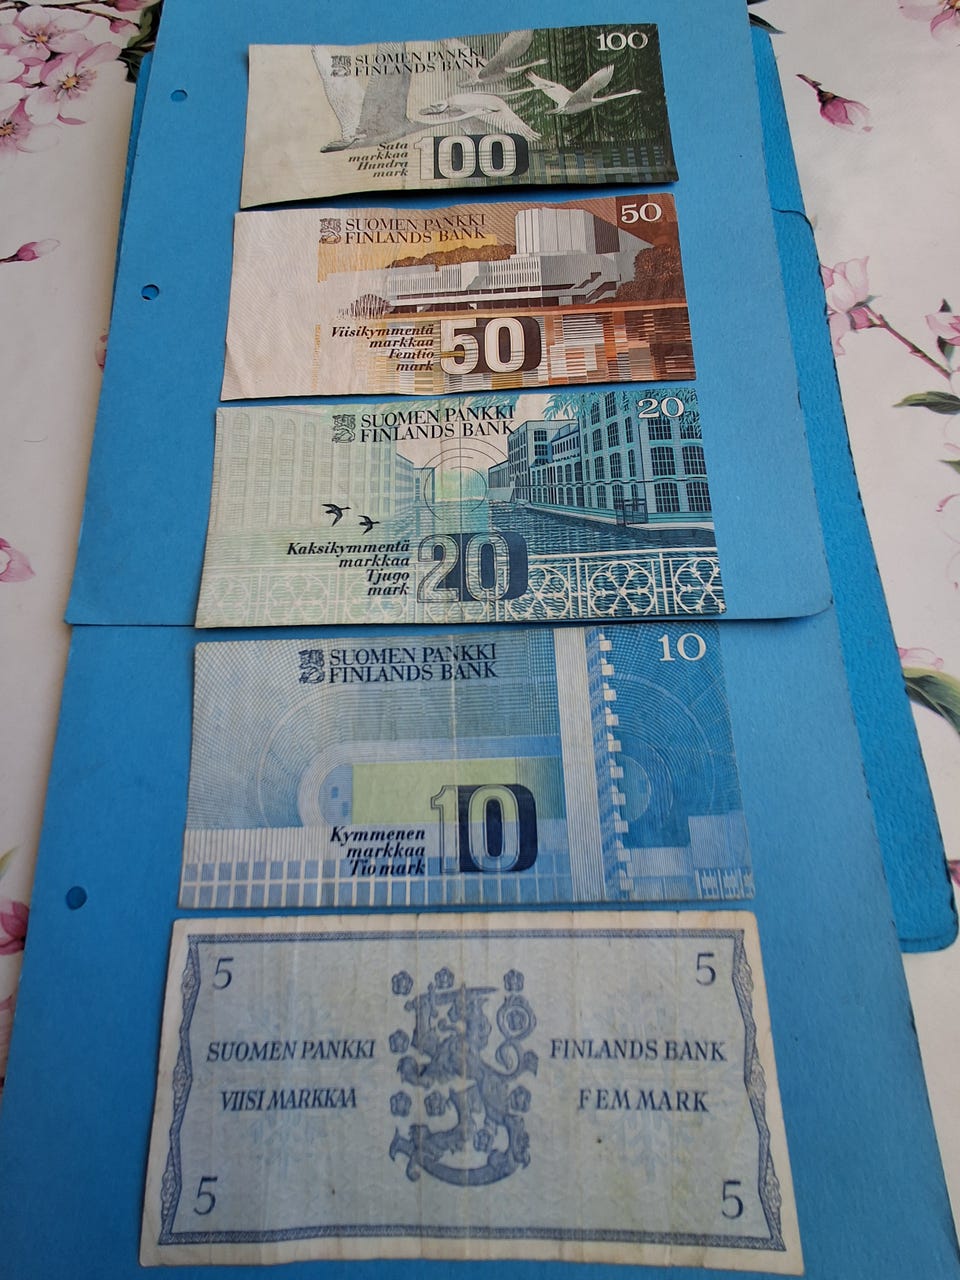 100
SUOMEN PANKKI
FINLANDS BANK
Sata
markkaa
Hundra
mark
100
50
SUOMEN PANKKI
FINLANDS BANK
Viisikymmentä
markkaa
Femtio
mark
50
20
SUOMEN PANKKI
FINLANDS BANK
Kaksikymmentä
markkaa
Tjugo
mark
20
10
SUOMEN PANKKI
FINLANDS BANK
Kymmenen
markkaa
Tio mark
10
5 5
SUOMEN PANKKI FINLANDS BANK
VIISI MARKKAA FEM MARK
5 5